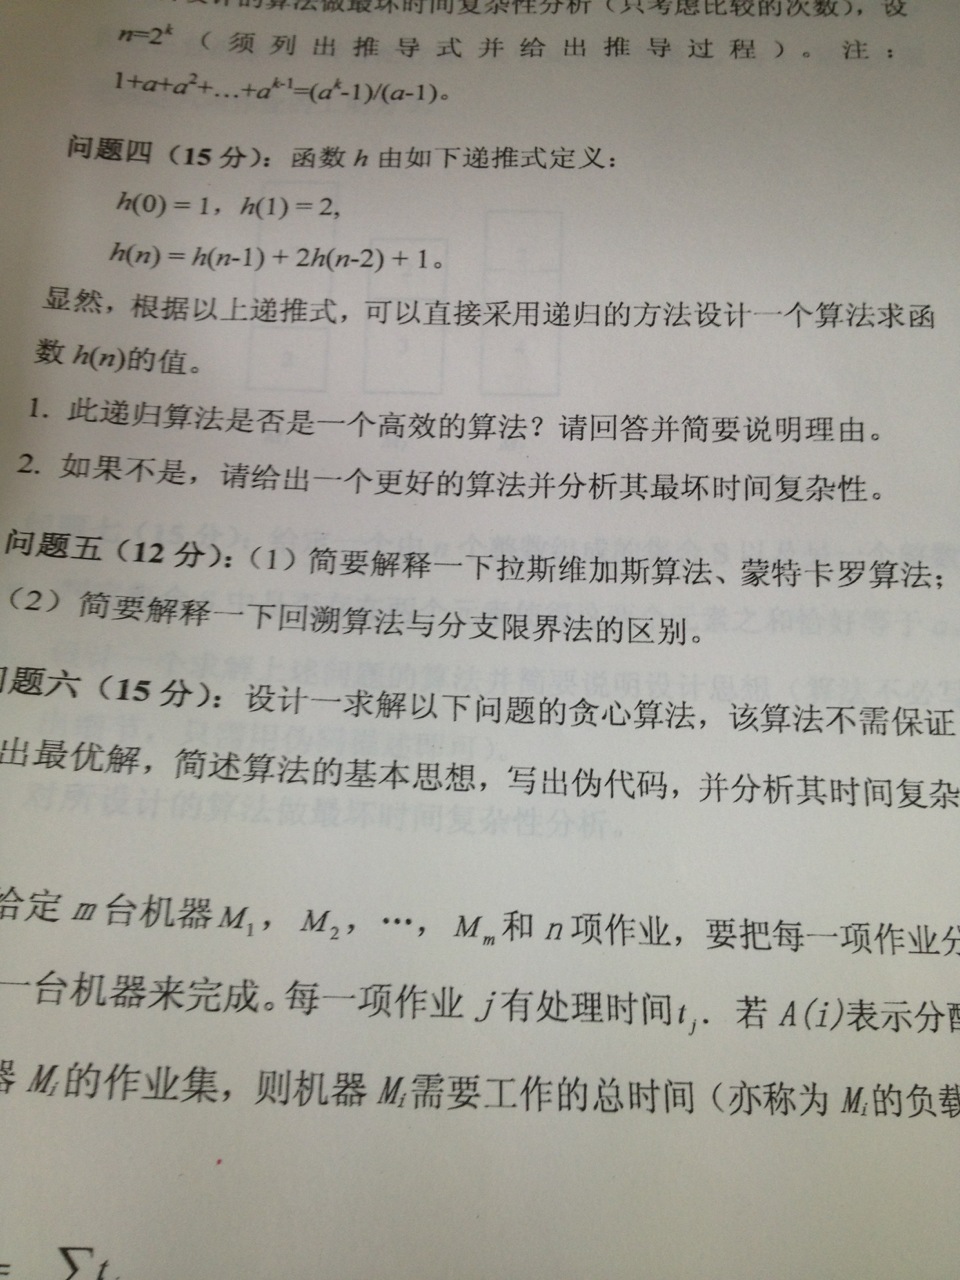 设计的算法做最坏时间复杂性分析（只考虑比较的次数），设
n=2^k（须列出推导式并给出推导过程）。注：
1+a+a²+…+a^{k-1}=(a^k-1)/(a-1)。
问题四（15 分）：函数 h 由如下递推式定义：
h(0) = 1，h(1) = 2,
h(n) = h(n-1) + 2h(n-2) + 1。
显然，根据以上递推式，可以直接采用递归的方法设计一个算法求函
数 h(n)的值。
1. 此递归算法是否是一个高效的算法？请回答并简要说明理由。
2. 如果不是，请给出一个更好的算法并分析其最坏时间复杂性。
问题五（12 分）：（1）简要解释一下拉斯维加斯算法、蒙特卡罗算法；
（2）简要解释一下回溯算法与分支限界法的区别。
问题六（15 分）：设计一求解以下问题的贪心算法，该算法不需保证
出最优解，简述算法的基本思想，写出伪代码，并分析其时间复杂
给定 m 台机器 M₁，M₂，…，Mₘ和 n 项作业，要把每一项作业分
一台机器来完成。每一项作业 j 有处理时间 tⱼ. 若 A(i)表示分配
器 Mᵢ的作业集，则机器 Mᵢ需要工作的总时间（亦称为 Mᵢ的负载
= ∑t